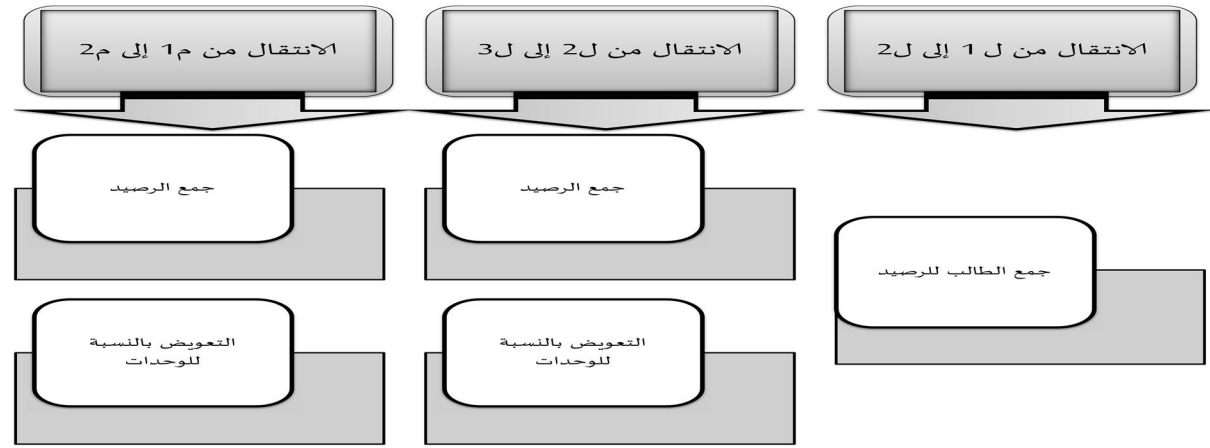 الانتقال من ل 1 إلى ل2
الانتقال من ل2 إلى ل3
الانتقال من م1 إلى م2
جمع الطالب للرصيد
جمع الرصيد
التعويض بالنسبة
للوحدات
جمع الرصيد
التعويض بالنسبة
للوحدات